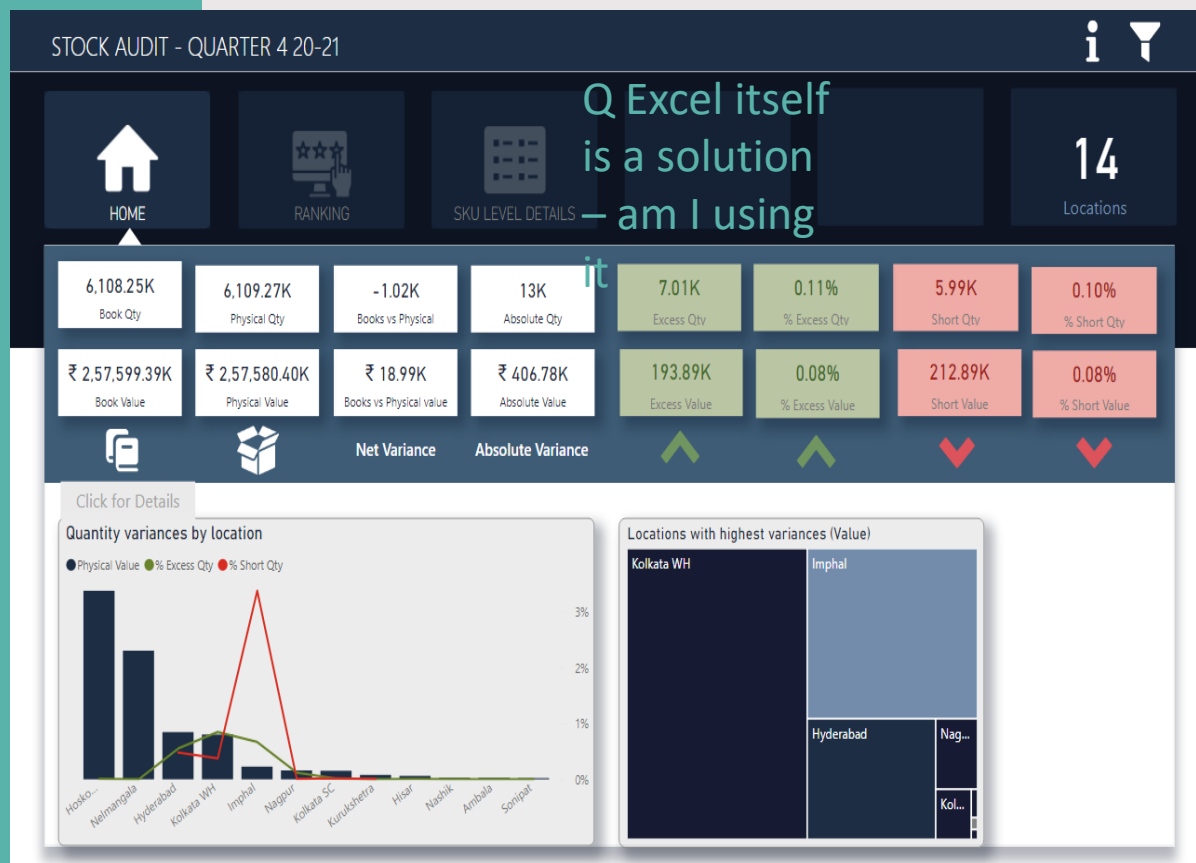 STOCK AUDIT - QUARTER 4 20-21
Q Excel itself
is a solution
– am I using
it
HOME
RANKING
SKU LEVEL DETAILS
14
Locations
6,108.25K
Book Qty
6,109.27K
Physical Qty
-1.02K
Books vs Physical
13K
Absolute Qty
7.01K
Excess Qty
0.11%
% Excess Qty
5.99K
Short Qty
0.10%
% Short Qty
₹ 2,57,599.39K
Book Value
₹ 2,57,580.40K
Physical Value
₹ 18.99K
Books vs Physical value
₹ 406.78K
Absolute Value
193.89K
Excess Value
0.08%
% Excess Value
212.89K
Short Value
0.08%
% Short Value
Net Variance
Absolute Variance
Click for Details
Quantity variances by location
Physical Value % Excess Qty % Short Qty
3%
2%
1%
0%
Hosko...
Nelmangala
Hyderabad
Kolkata WH
Imphal
Nagpur
Kolkata SC
Kurukshetra
Hisar
Nashik
Ambala
Sonipat
Locations with highest variances (Value)
Kolkata WH
Imphal
Hyderabad
Nag...
Kol...